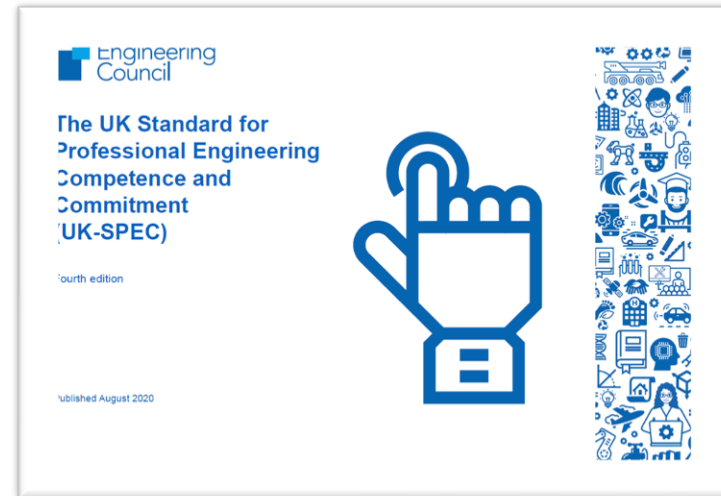 Engineering
Council
The UK Standard for
Professional Engineering
Competence and
Commitment
(UK-SPEC)
Fourth edition
Published August 2020